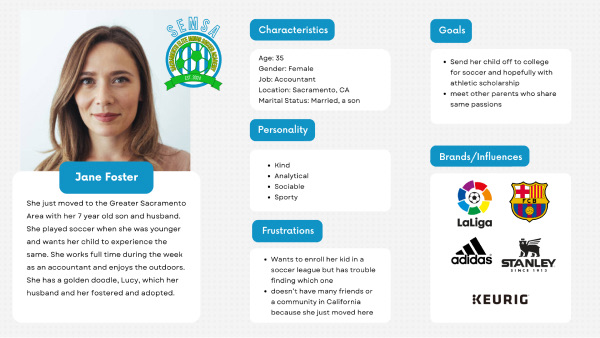 SEMSA
EST. 2023
Jane Foster
She just moved to the Greater Sacramento
Area with her 7 year old son and husband.
She played soccer when she was younger
and wants her child to experience the
same. She works full time during the week
as an accountant and enjoys the outdoors.
She has a golden doodle, Lucy, which her
husband and her fostered and adopted.
Characteristics
Age: 35
Gender: Female
Job: Accountant
Location: Sacramento, CA
Marital Status: Married, a son
Personality
• Kind
• Analytical
• Sociable
• Sporty
Frustrations
• Wants to enroll her kid in a
soccer league but has trouble
finding which one
• doesn't have many friends or
a community in California
because she just moved here
Goals
• Send her child off to college
for soccer and hopefully with
athletic scholarship
• meet other parents who share
same passions
Brands/Influences
LaLiga
FCB
adidas
STANLEY
SINCE 1913
KEURIG